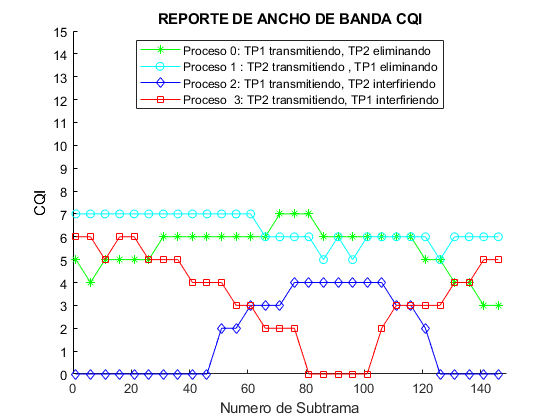 REPORTE DE ANCHO DE BANDA CQI
Proceso 0: TP1 transmitiendo, TP2 eliminando
Proceso 1 : TP2 transmitiendo , TP1 eliminando
Proceso 2: TP1 transmitiendo, TP2 interfiriendo
Proceso  3: TP2 transmitiendo, TP1 interfiriendo
CQI
15
14
13
12
11
10
9
8
7
6
5
4
3
2
1
0
0 20 40 60 80 100 120 140
Numero de Subtrama